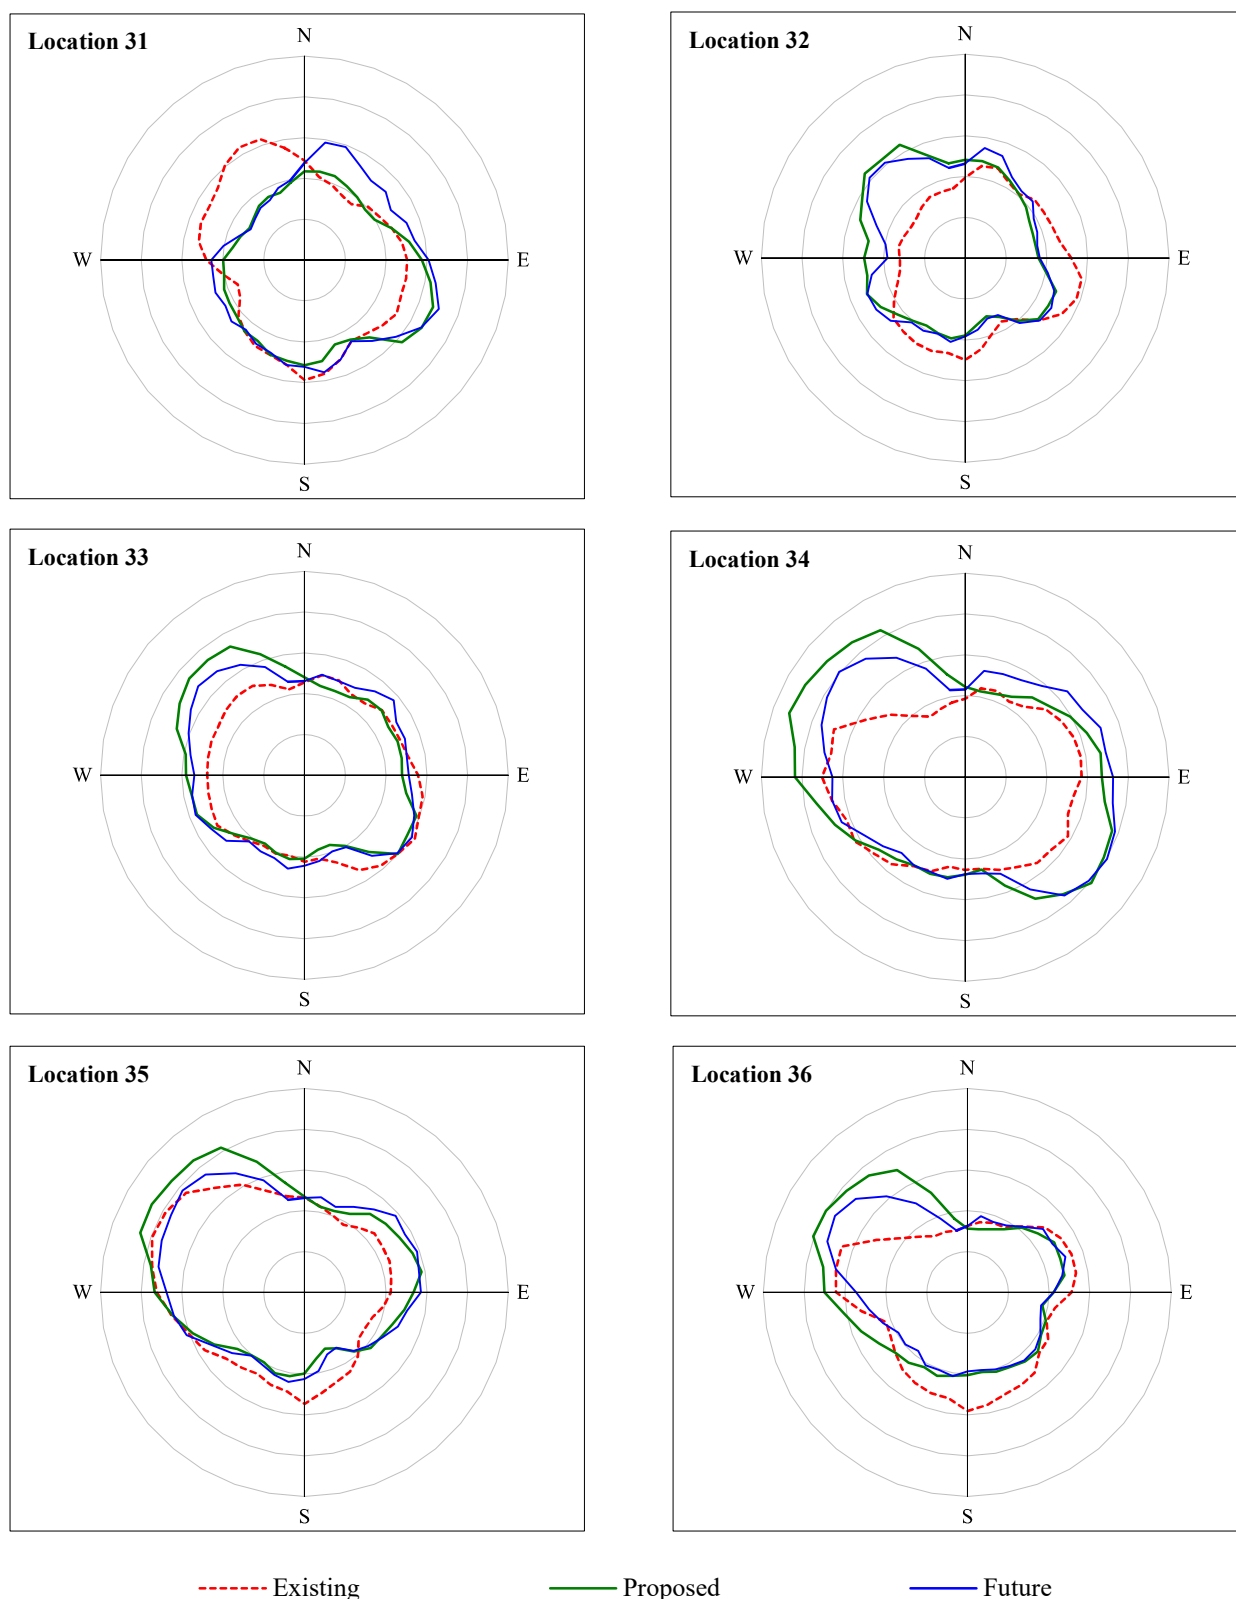 Location 31
N
W
E
S
Location 32
N
W
E
S
Location 33
N
W
E
S
Location 34
N
W
E
S
Location 35
N
W
E
S
Location 36
N
W
E
S
Existing Proposed Future